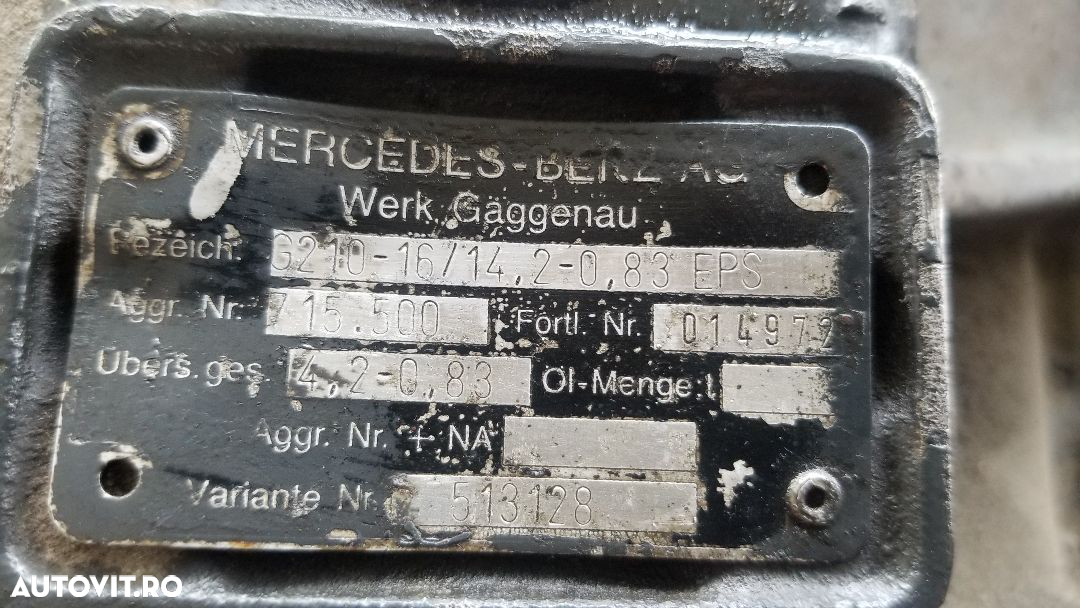 MERCEDES-BENZ AG
Werk Gaggenau
Bezeich. G210-16/14,2-0,83 EPS
Aggr. Nr. 715.500 Fortl. Nr. 014972
Übers. ges. 14,2-0,83 Öl-Menge l
Aggr. Nr. + NA
Variante Nr. 513128
AUTOVIT.RO